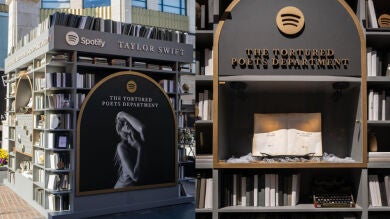 Spotify
TAYLOR SWIFT
THE TORTURED
POETS DEPARTMENT
THE TORTURED
POETS DEPARTMENT